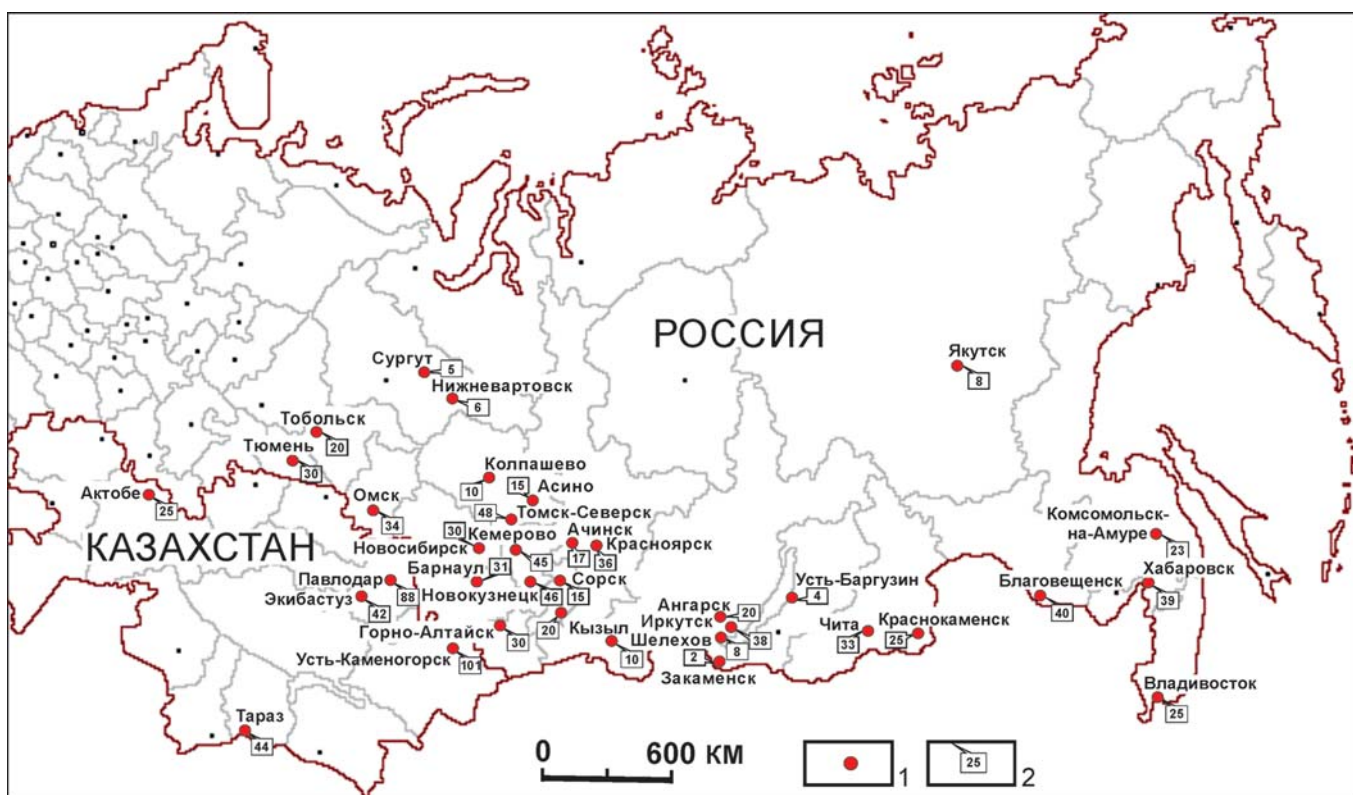 РОССИЯ
Якутск
8
Сургут
5
Нижневартовск
6
Тобольск
20
Тюмень
30
Колпашево
10
15
Асино
Актобе
25
Омск
34
48
Томск-Северск
КАЗАХСТАН
30
Кемерово
Новосибирск
45
Ачинск
17
Красноярск
36
Комсомольск-
на-Амуре
23
Барнаул
31
Павлодар
88
Новокузнецк
46
Сорск
15
Экибастуз
42
20
Усть-Баргузин
4
Благовещенск
40
Хабаровск
39
Горно-Алтайск
30
Кызыл
10
Ангарск
20
Иркутск
38
Шелехов
8
2
Закаменск
Чита
33
Краснокаменск
25
Усть-Каменогорск
101
Владивосток
25
Тараз
44
0
600 КМ
1
25
2